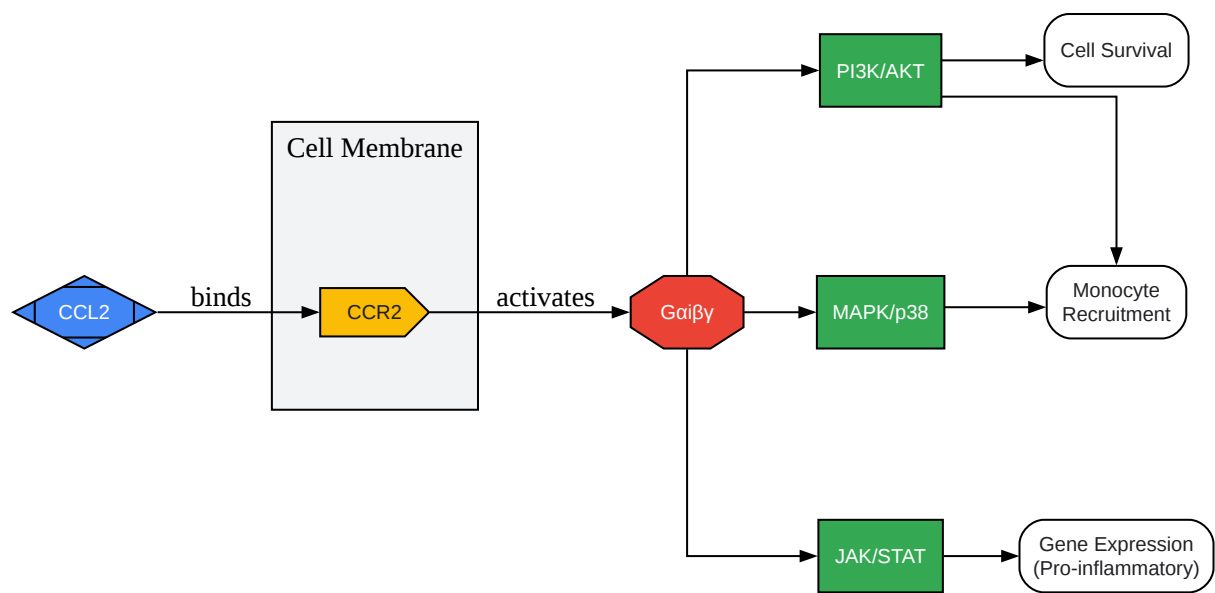 Cell Membrane
CCL2
binds
CCR2
activates
Gαiβγ
PI3K/AKT
Cell Survival
MAPK/p38
Monocyte
Recruitment
JAK/STAT
Gene Expression
(Pro-inflammatory)